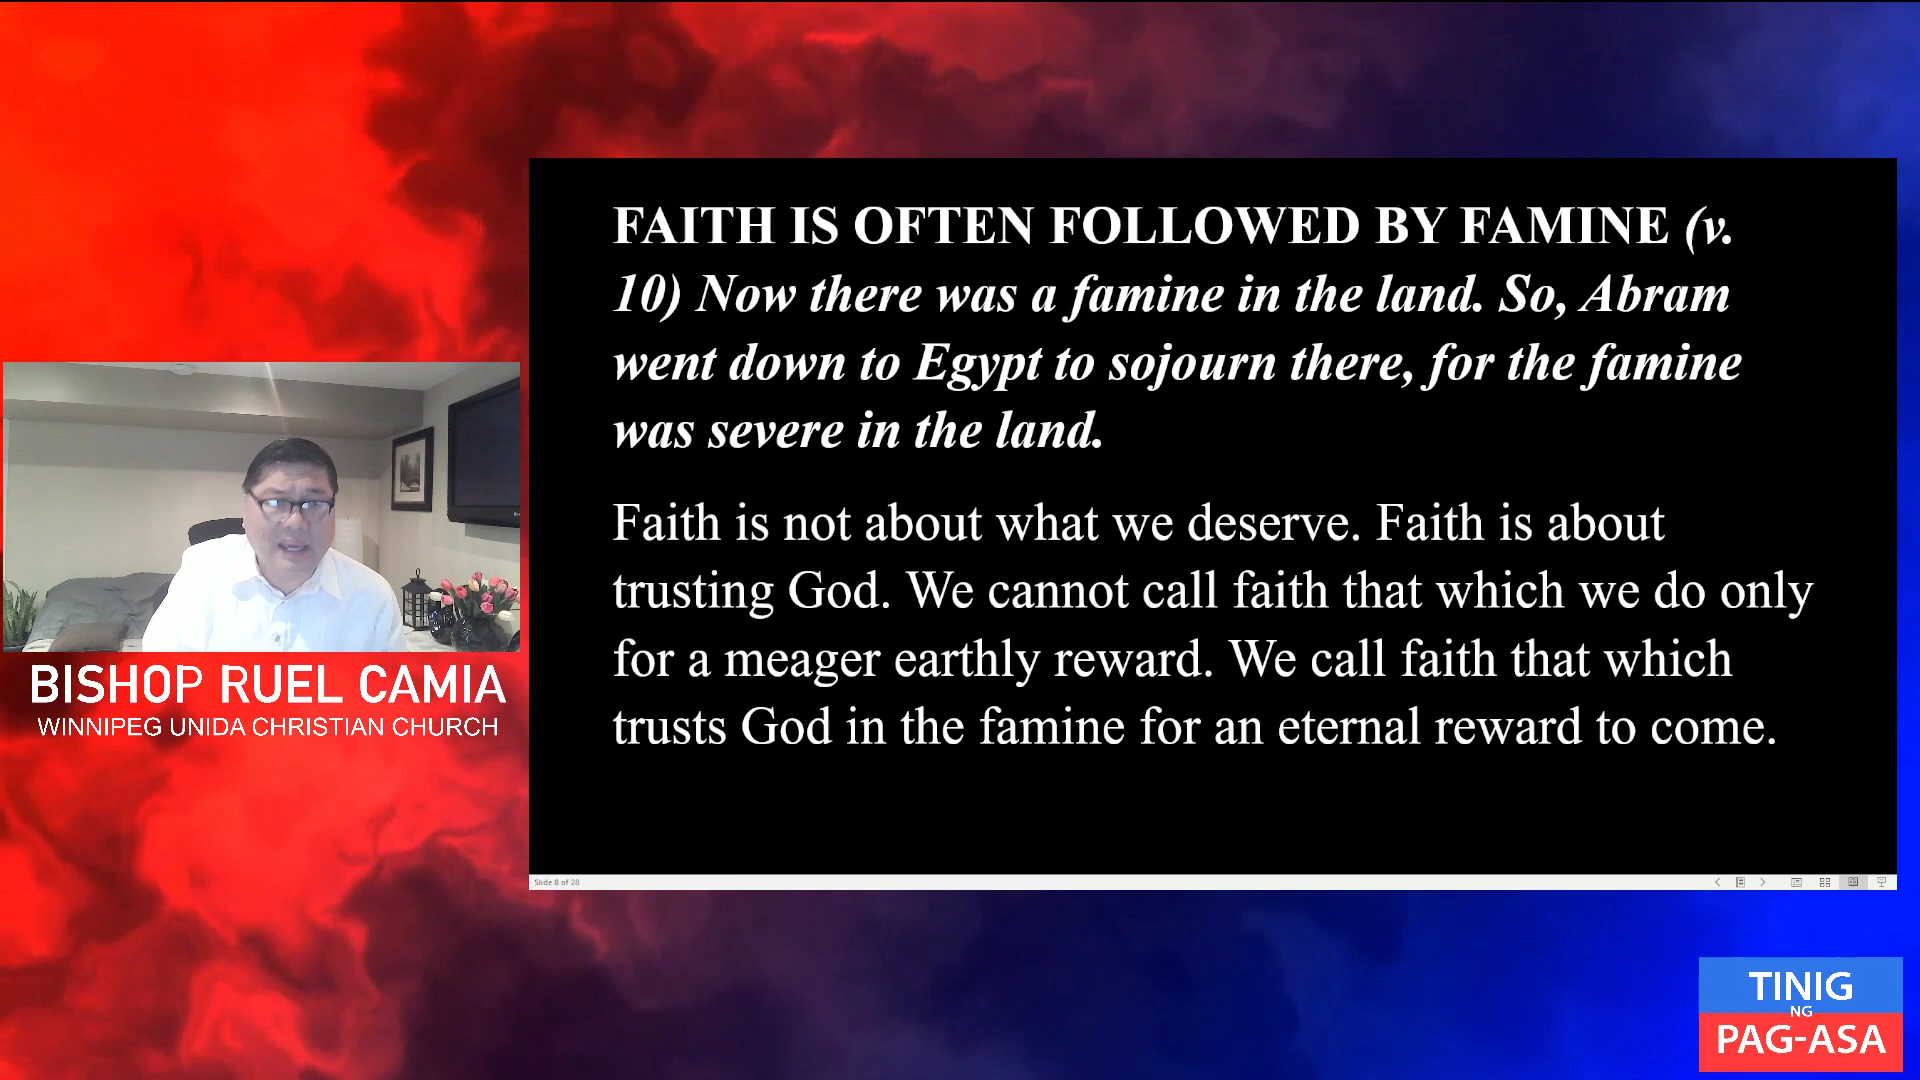 FAITH IS OFTEN FOLLOWED BY FAMINE (v.
10) Now there was a famine in the land. So, Abram
went down to Egypt to sojourn there, for the famine
was severe in the land.
Faith is not about what we deserve. Faith is about
trusting God. We cannot call faith that which we do only
for a meager earthly reward. We call faith that which
trusts God in the famine for an eternal reward to come.
Slide 8 of 28
BISHOP RUEL CAMIA
WINNIPEG UNIDA CHRISTIAN CHURCH
TINIG
NG
PAG-ASA